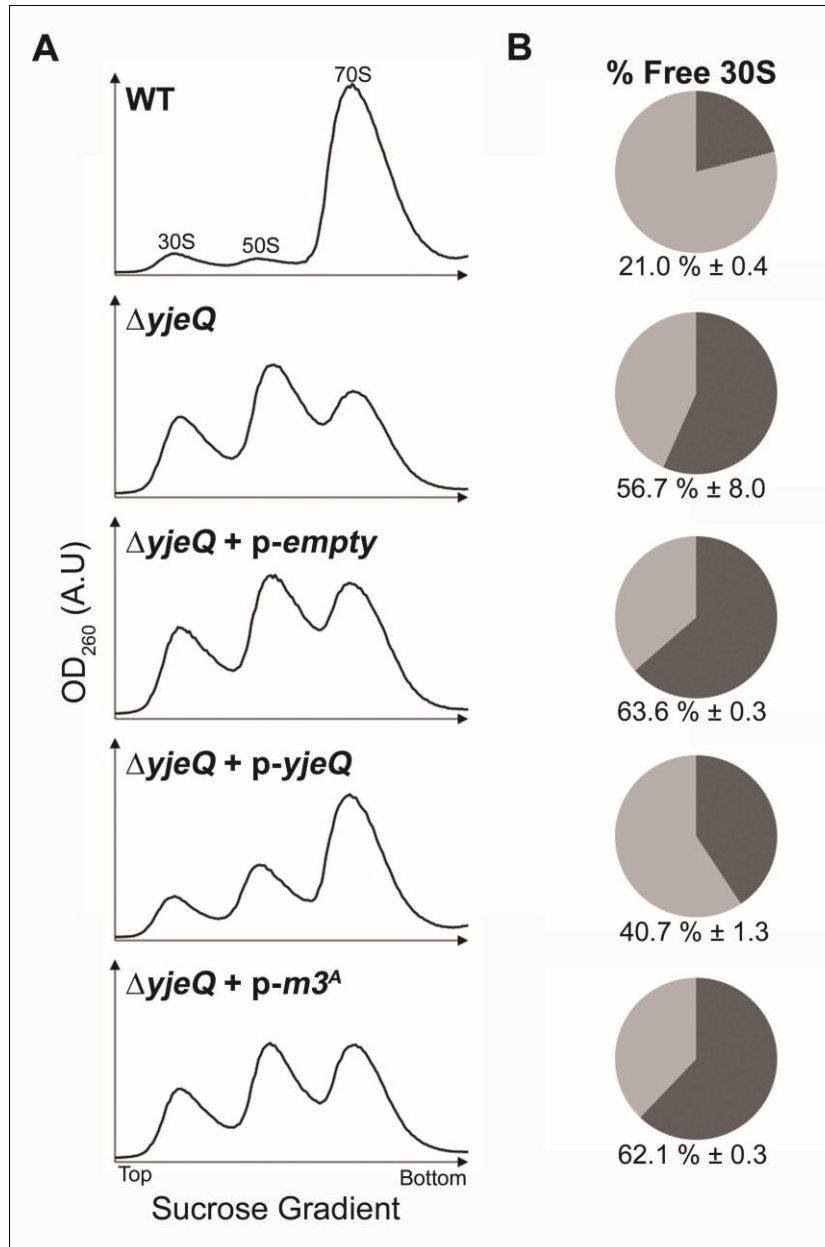 A
B
% Free 30S
WT
30S
50S
70S
21.0 % ± 0.4
ΔyjeQ
56.7 % ± 8.0
ΔyjeQ + p-empty
63.6 % ± 0.3
OD260 (A.U)
ΔyjeQ + p-yjeQ
40.7 % ± 1.3
ΔyjeQ + p-m3A
62.1 % ± 0.3
Top
Bottom
Sucrose Gradient